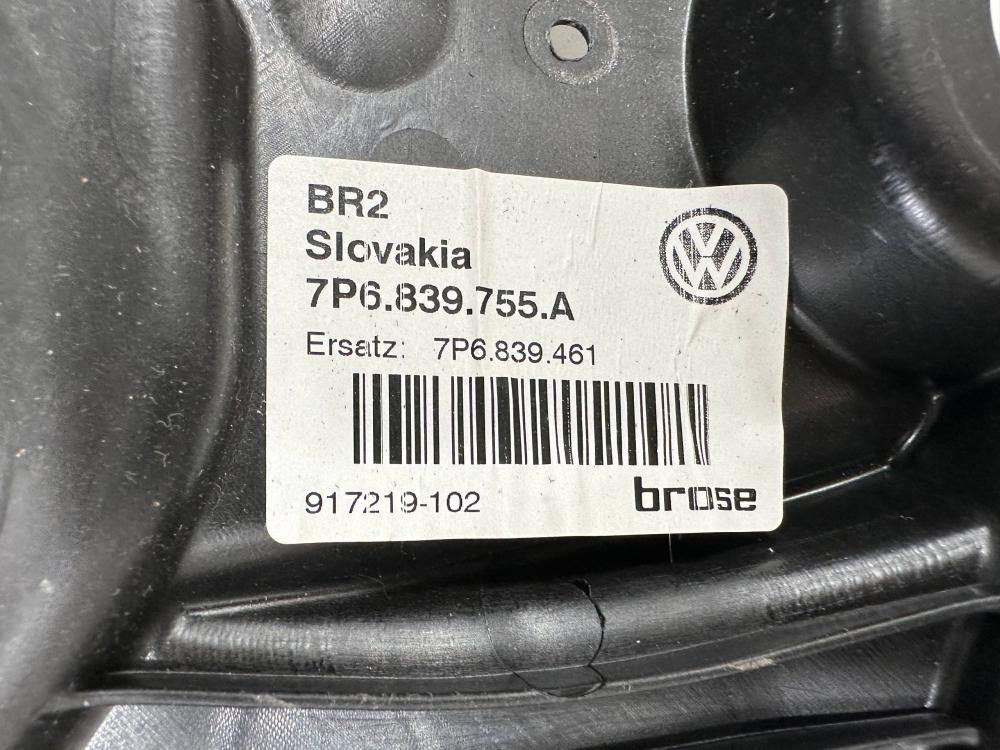 BR2
Slovakia
7P6.839.755.A
Ersatz: 7P6.839.461
917219-102
brose